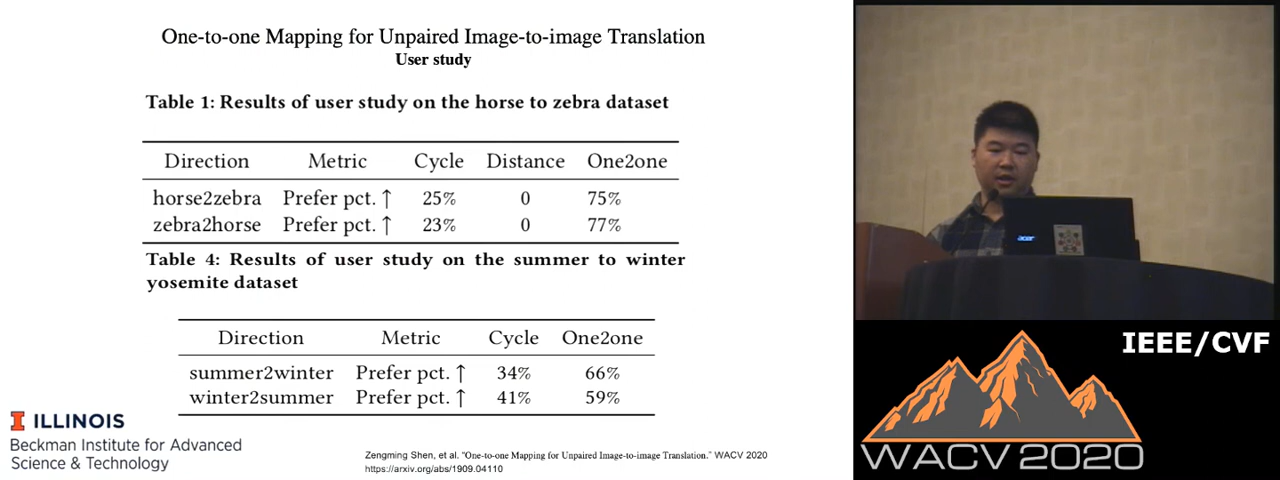 One-to-one Mapping for Unpaired Image-to-image Translation
User study
Table 1: Results of user study on the horse to zebra dataset
Direction Metric Cycle Distance One2one
horse2zebra Prefer pct. ↑ 25% 0 75%
zebra2horse Prefer pct. ↑ 23% 0 77%
Table 4: Results of user study on the summer to winter
yosemite dataset
Direction Metric Cycle One2one
summer2winter Prefer pct. ↑ 34% 66%
winter2summer Prefer pct. ↑ 41% 59%
ILLINOIS
Beckman Institute for Advanced
Science & Technology
Zengming Shen, et al. "One-to-one Mapping for Unpaired Image-to-image Translation." WACV 2020
https://arxiv.org/abs/1909.04110
acer
IEEE/CVF
WACV 2020